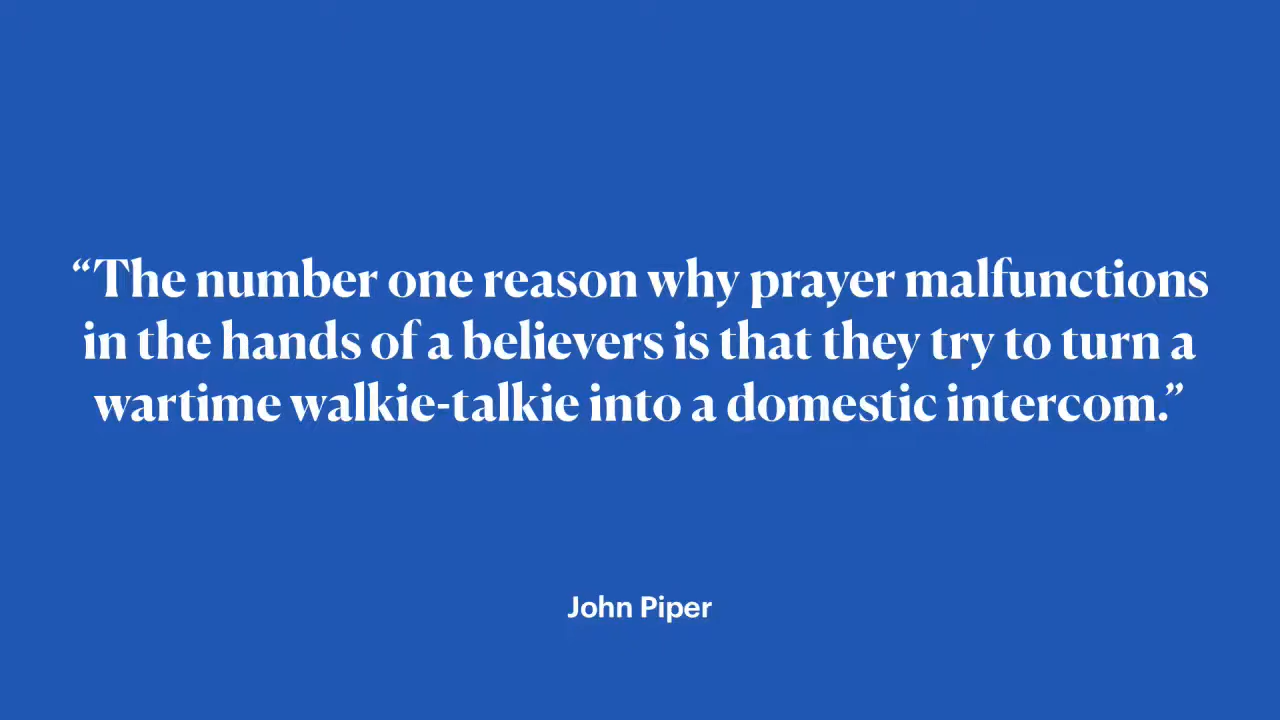 “The number one reason why prayer malfunctions
in the hands of a believers is that they try to turn a
wartime walkie-talkie into a domestic intercom.”
John Piper